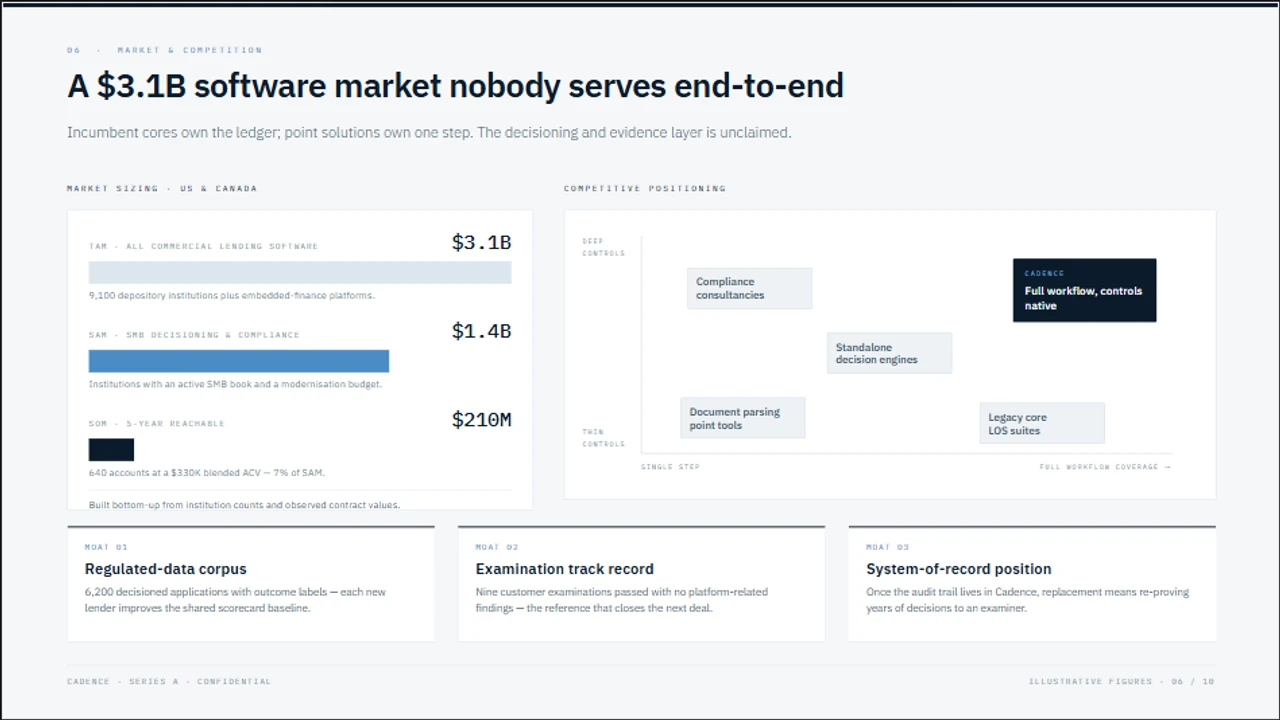 06 · MARKET & COMPETITION
A $3.1B software market nobody serves end-to-end
Incumbent cores own the ledger; point solutions own one step. The decisioning and evidence layer is unclaimed.
MARKET SIZING · US & CANADA
TAM · ALL COMMERCIAL LENDING SOFTWARE
$3.1B
9,100 depository institutions plus embedded-finance platforms.
SAM · SMB DECISIONING & COMPLIANCE
$1.4B
Institutions with an active SMB book and a modernisation budget.
SOM · 5-YEAR REACHABLE
$210M
640 accounts at a $330K blended ACV — 7% of SAM.
Built bottom-up from institution counts and observed contract values.
COMPETITIVE POSITIONING
DEEP
CONTROLS
Compliance
consultancies
CADENCE
Full workflow, controls
native
Standalone
decision engines
Document parsing
point tools
Legacy core
LOS suites
THIN
CONTROLS
SINGLE STEP
FULL WORKFLOW COVERAGE →
MOAT 01
Regulated-data corpus
6,200 decisioned applications with outcome labels — each new
lender improves the shared scorecard baseline.
MOAT 02
Examination track record
Nine customer examinations passed with no platform-related
findings — the reference that closes the next deal.
MOAT 03
System-of-record position
Once the audit trail lives in Cadence, replacement means re-proving
years of decisions to an examiner.
CADENCE · SERIES A · CONFIDENTIAL
ILLUSTRATIVE FIGURES · 06 / 10